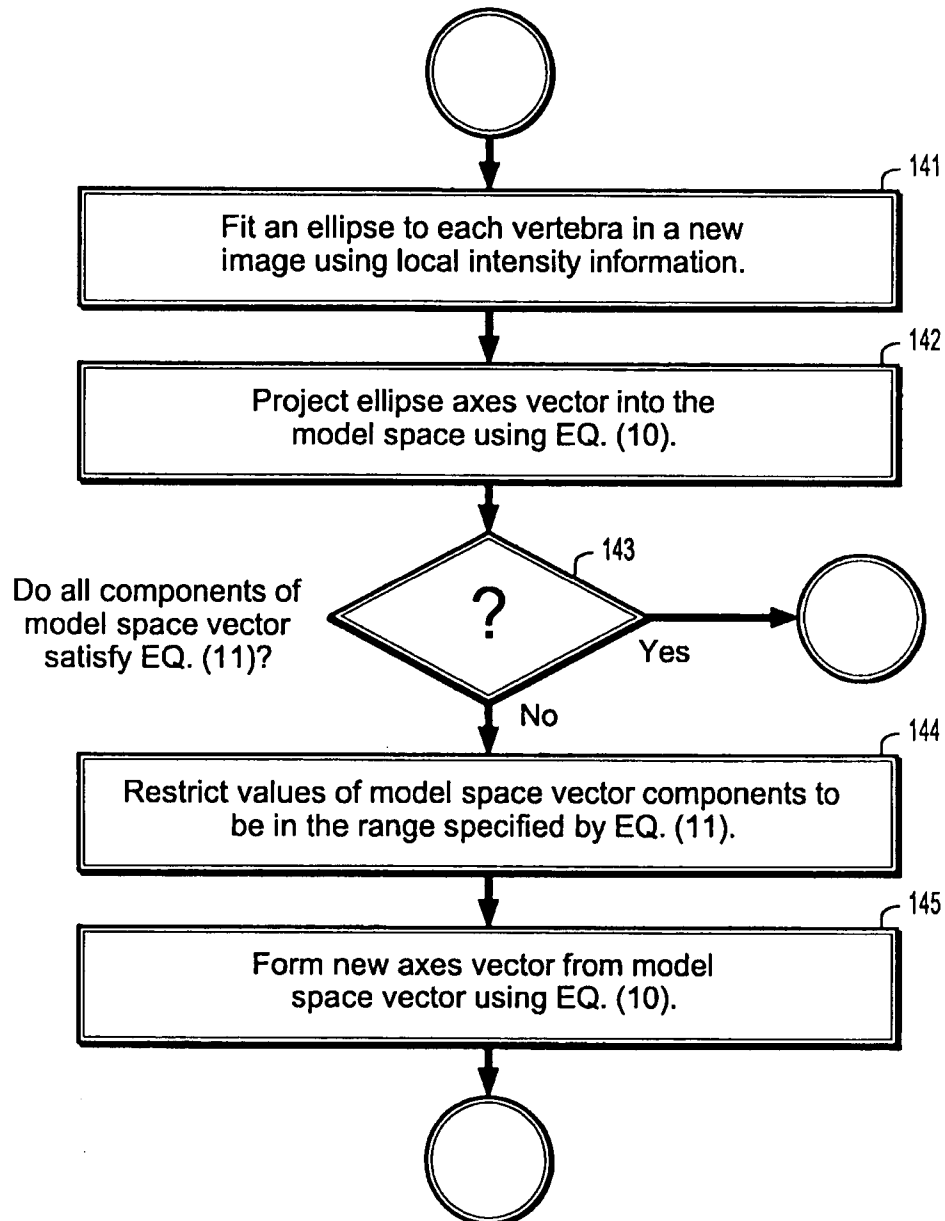 141
Fit an ellipse to each vertebra in a new
image using local intensity information.
142
Project ellipse axes vector into the
model space using EQ. (10).
143
Do all components of
model space vector
satisfy EQ. (11)?
?
Yes
No
144
Restrict values of model space vector components to
be in the range specified by EQ. (11).
145
Form new axes vector from model
space vector using EQ. (10).